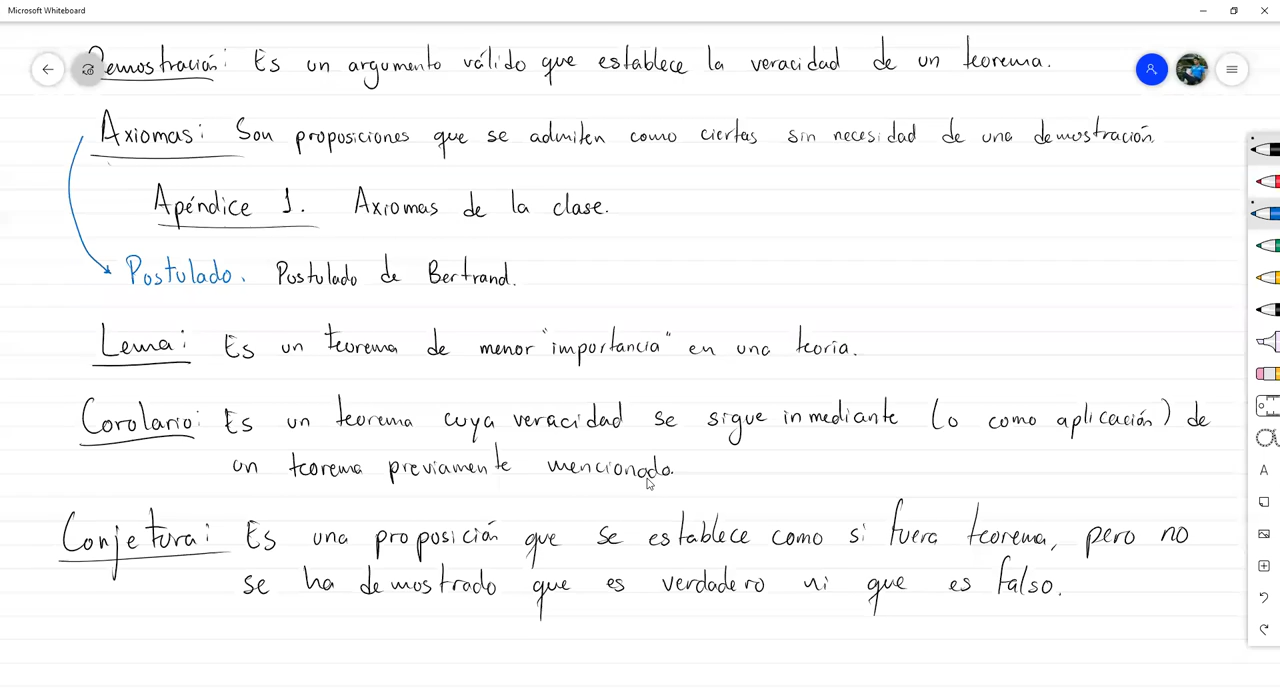 Microsoft Whiteboard
Demostración: Es un argumento válido que establece la veracidad de un teorema.
Axiomas: Son proposiciones que se admiten como ciertas sin necesidad de una demostración.
Apéndice 1. Axiomas de la clase.
Postulado. Postulado de Bertrand.
Lema: Es un teorema de menor "importancia" en una teoría.
Corolario: Es un teorema cuya veracidad se sigue inmediante (o como aplicación) de
un teorema previamente mencionado.
Conjetura: Es una proposición que se establece como si fuera teorema, pero no
se ha demostrado que es verdadero ni que es falso.
A